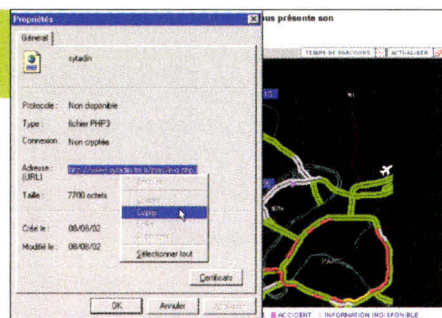 Propriétés
us présente son
Général
TEMPS DE PARCOURS
ACTUALISER
sytadin
Protocole : Non disponible
Type : fichier PHP3
Connexion : Non cryptée
Adresse : (URL)
Taille : 7700 octets
Copier
Créé le : 08/08/02
Modifié le : 08/08/02
Sélectionner tout
Certificats
OK
Annuler
PARIS
ACCIDENT
INFORMATION INDISPONIBLE